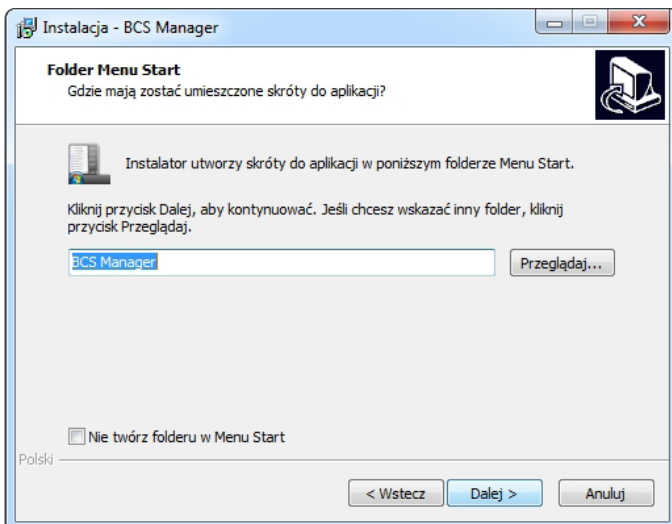 Instalacja - BCS Manager
Folder Menu Start
Gdzie mają zostać umieszczone skróty do aplikacji?
Instalator utworzy skróty do aplikacji w poniższym folderze Menu Start.
Kliknij przycisk Dalej, aby kontynuować. Jeśli chcesz wskazać inny folder, kliknij
przycisk Przeglądaj.
BCS Manager
Przeglądaj...
Nie twórz folderu w Menu Start
Polski
< Wstecz
Dalej >
Anuluj